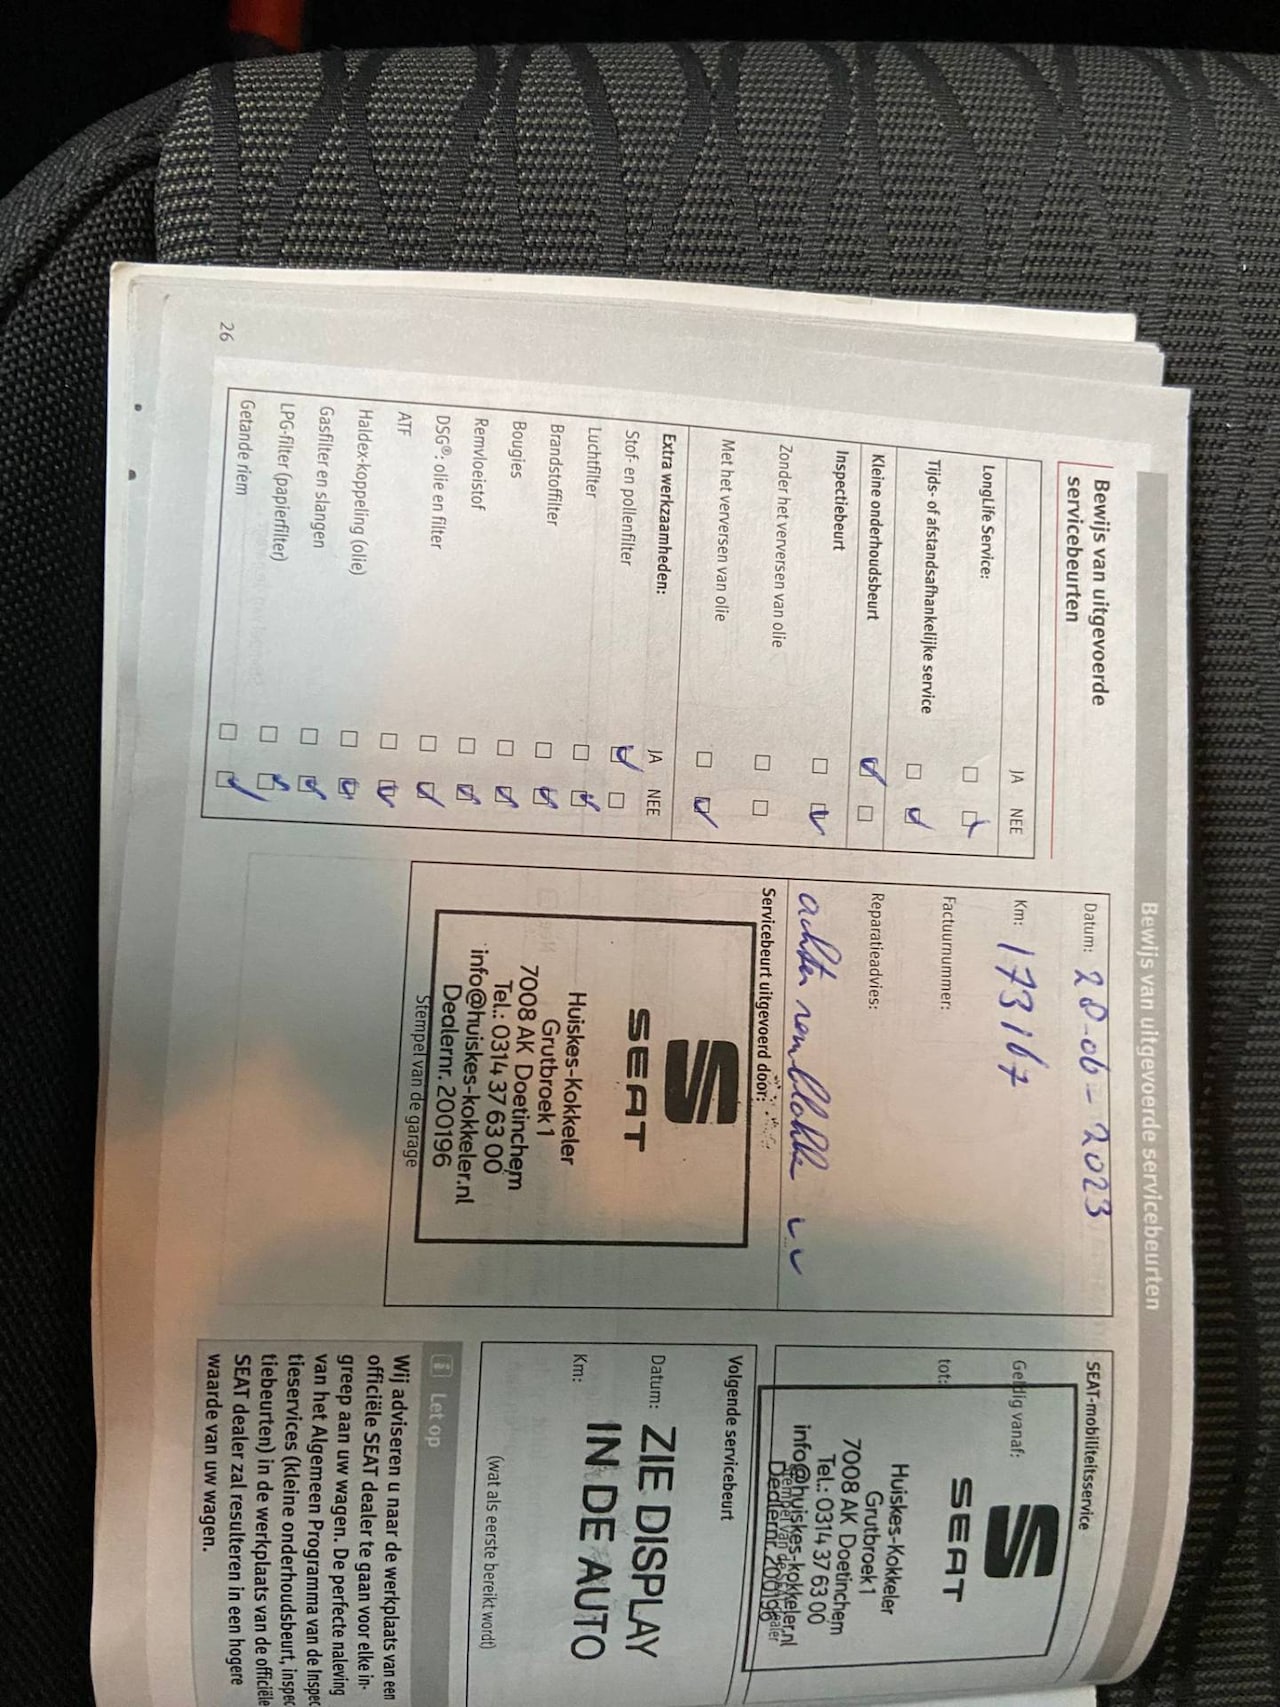 Bewijs van uitgevoerde servicebeurten
Bewijs van uitgevoerde
servicebeurten
JA NEE
LongLife Service:
Tijds- of afstandsafhankelijke service
Kleine onderhoudsbeurt
Inspectiebeurt
Zonder het verversen van olie
Met het verversen van olie
Extra werkzaamheden:
JA NEE
Stof- en pollenfilter
Luchtfilter
Brandstoffilter
Bougies
Remvloeistof
DSG®: olie en filter
ATF
Haldex-koppeling (olie)
Gasfilter en slangen
LPG-filter (papierfilter)
Getande riem
26
Datum: 28-06-2023
Km: 173167
Factuurnummer:
Reparatieadvies:
achter remblokke
Servicebeurt uitgevoerd door:
SEAT
Huiskes-Kokkeler
Grutbroek 1
7008 AK Doetinchem
Tel.: 0314 37 63 00
info@huiskes-kokkeler.nl
Dealernr. 200196
Stempel van de garage
SEAT-mobiliteitsservice
Geldig vanaf:
tot:
SEAT
Huiskes-Kokkeler
Grutbroek 1
7008 AK Doetinchem
Tel.: 0314 37 63 00
info@huiskes-kokkeler.nl
Dealernr. 200196
Volgende servicebeurt
Datum: ZIE DISPLAY
Km: IN DE AUTO
(wat als eerste bereikt wordt)
i Let op
Wij adviseren u naar de werkplaats van een
officiële SEAT dealer te gaan voor elke in-
greep aan uw wagen. De perfecte naleving
van het Algemeen Programma van de Inspec
tieservices (kleine onderhoudsbeurt, inspec
tiebeurten) in de werkplaats van de officiële
SEAT dealer zal resulteren in een hogere
waarde van uw wagen.